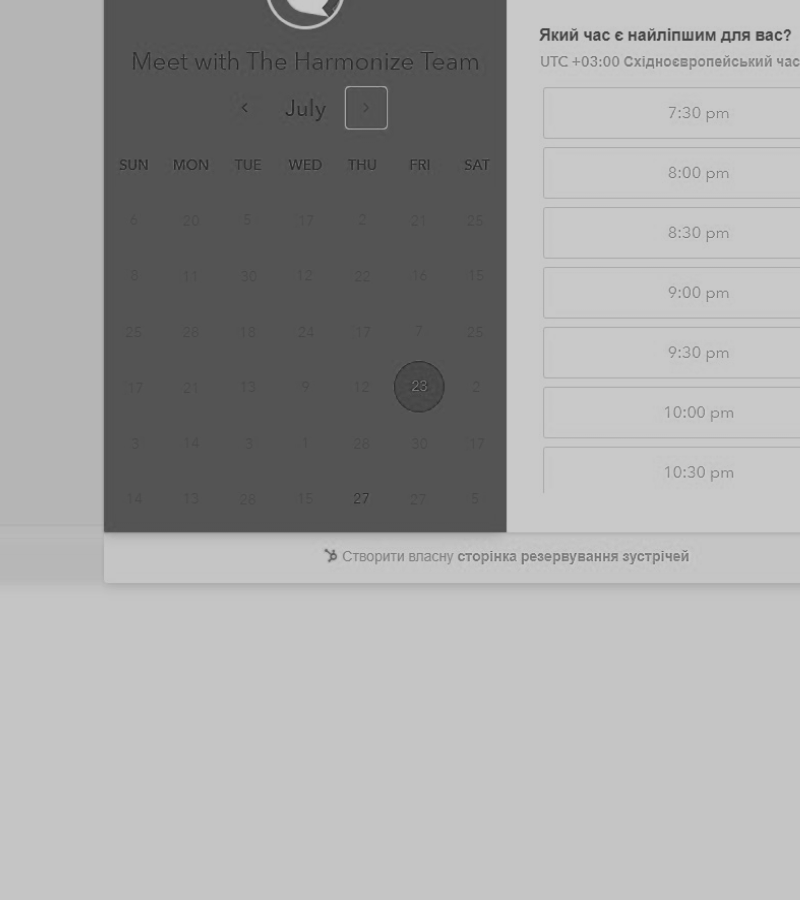 Meet with The Harmonize Team
July
SUN MON TUE WED THU FRI SAT
6 20 5 17 2 21 25
8 11 30 12 22 16 15
25 28 18 24 17 7 25
17 21 13 9 12 23 2
3 14 3 1 28 30 17
14 13 26 15 27 27 5
Який час є найліпшим для вас?
UTC +03:00 Східноєвропейський час
7:30 pm
8:00 pm
8:30 pm
9:00 pm
9:30 pm
10:00 pm
10:30 pm
Створити власну сторінка резервування зустрічей